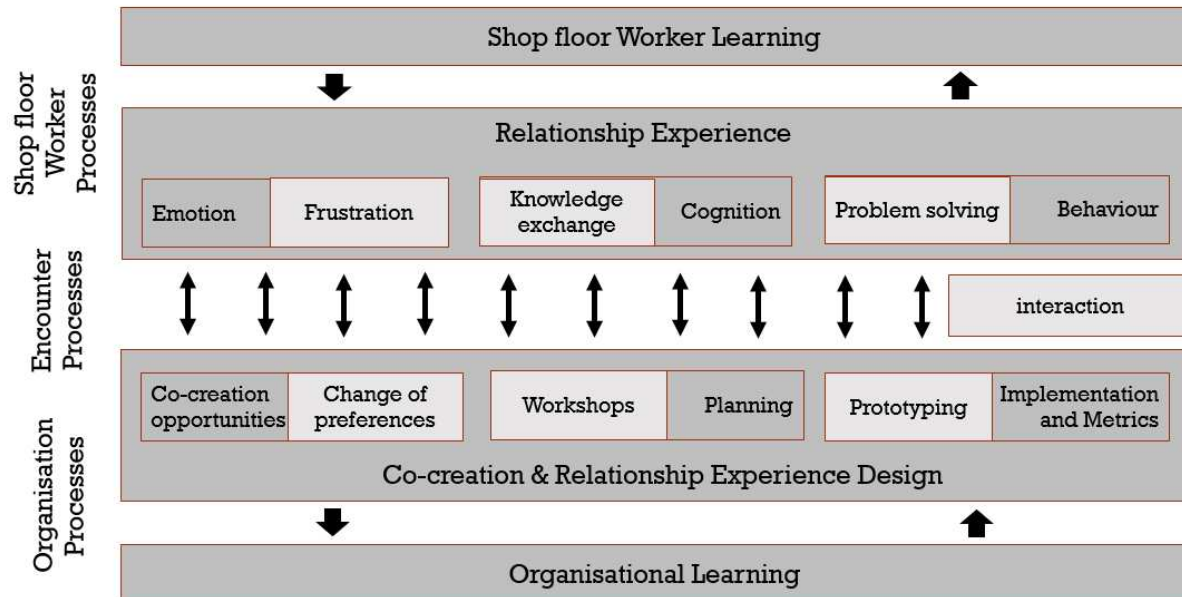 Shop floor Worker Learning
Shop floor
Worker
Processes
Relationship Experience
Emotion
Frustration
Knowledge
exchange
Cognition
Problem solving
Behaviour
Encounter
Processes
interaction
Co-creation
opportunities
Change of
preferences
Workshops
Planning
Prototyping
Implementation
and Metrics
Organisation
Processes
Co-creation & Relationship Experience Design
Organisational Learning